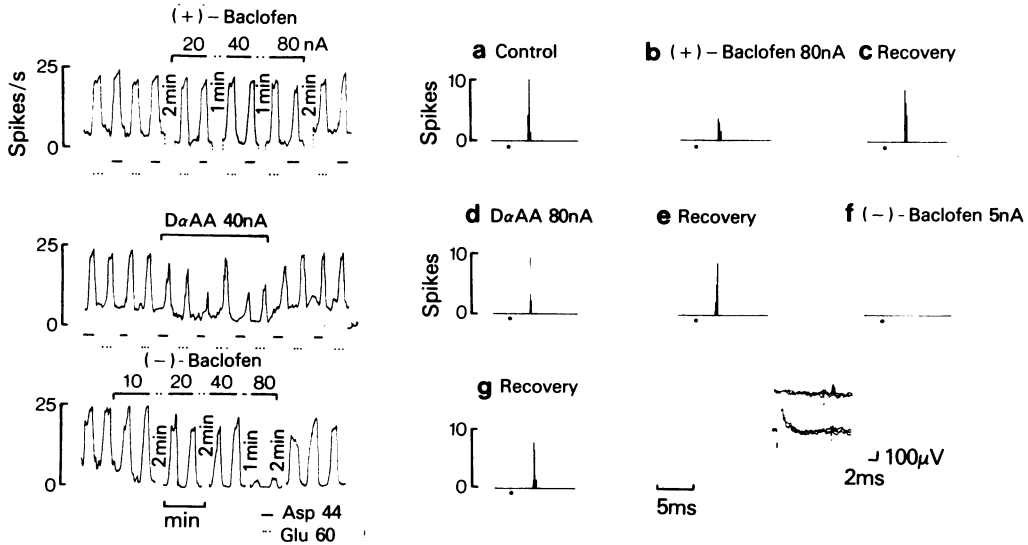 (+)-Baclofen
20 ·· 40 ·· 80 nA
Spikes/s
25
0
2min
1min
1min
2min
DαAA 40nA
25
0
(-)-Baclofen
10 20 40 80
25
0
2min
2min
1min
2min
min
— Asp 44
··· Glu 60
a Control
b (+)-Baclofen 80nA
c Recovery
Spikes
10
0
d DαAA 80nA
e Recovery
f (-)-Baclofen 5nA
Spikes
10
0
g Recovery
10
0
5ms
100μV
2ms